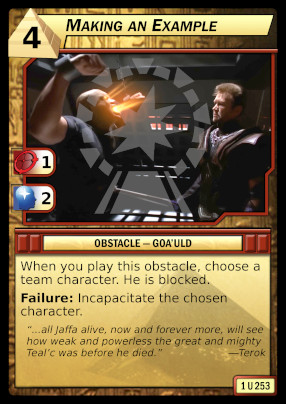 4
MAKING AN EXAMPLE
1
2
OBSTACLE — GOA'ULD
When you play this obstacle, choose a
team character. He is blocked.
Failure: Incapacitate the chosen
character.
“...all Jaffa alive, now and forever more, will see
how weak and powerless the great and mighty
Teal'c was before he died.” —Terok
1 U 253